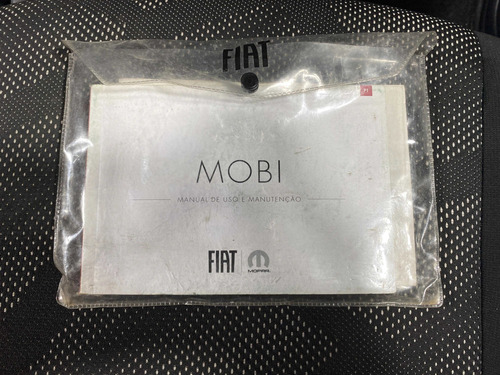 FIAT
MOBI
MANUAL DE USO E MANUTENÇÃO
FIAT
MOPAR